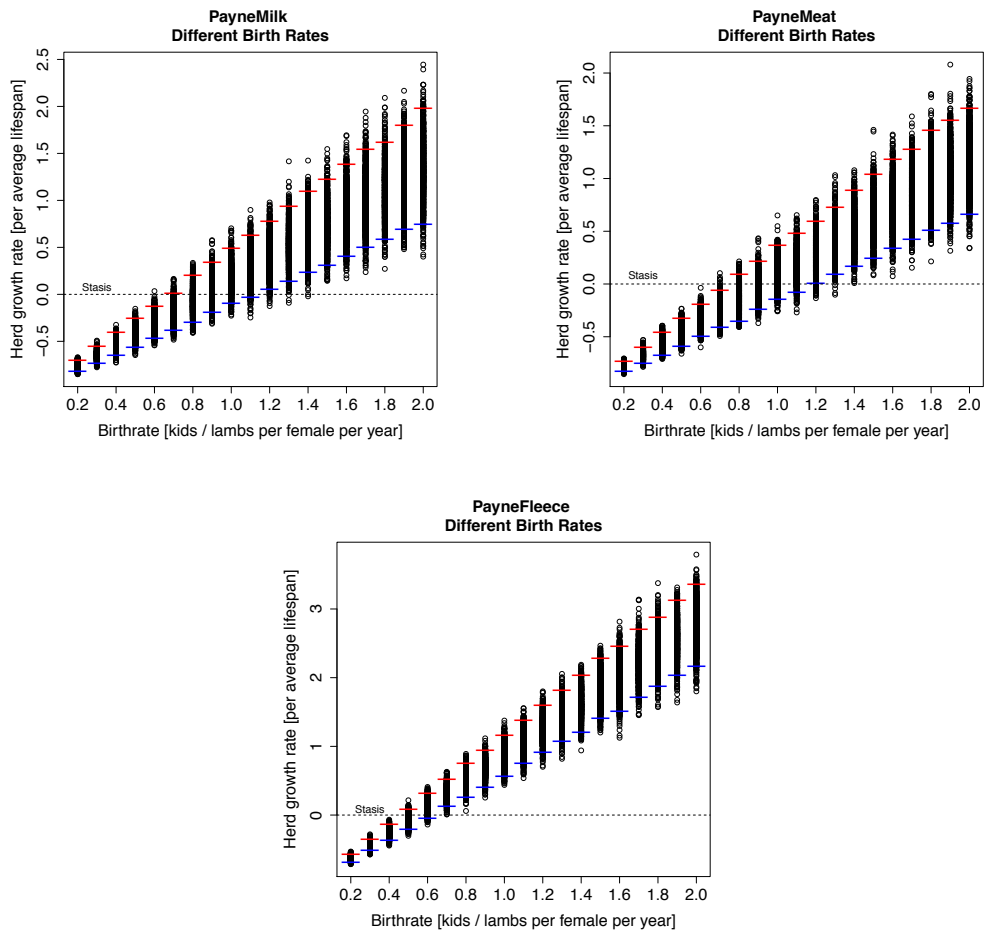 PayneMilk
Different Birth Rates
2.5
2.0
1.5
1.0
0.5
0.0
−0.5
Herd growth rate [per average lifespan]
Stasis
0.2 0.4 0.6 0.8 1.0 1.2 1.4 1.6 1.8 2.0
Birthrate [kids / lambs per female per year]
PayneMeat
Different Birth Rates
2.0
1.5
1.0
0.5
0.0
−0.5
Herd growth rate [per average lifespan]
Stasis
0.2 0.4 0.6 0.8 1.0 1.2 1.4 1.6 1.8 2.0
Birthrate [kids / lambs per female per year]
PayneFleece
Different Birth Rates
3
2
1
0
Herd growth rate [per average lifespan]
Stasis
0.2 0.4 0.6 0.8 1.0 1.2 1.4 1.6 1.8 2.0
Birthrate [kids / lambs per female per year]